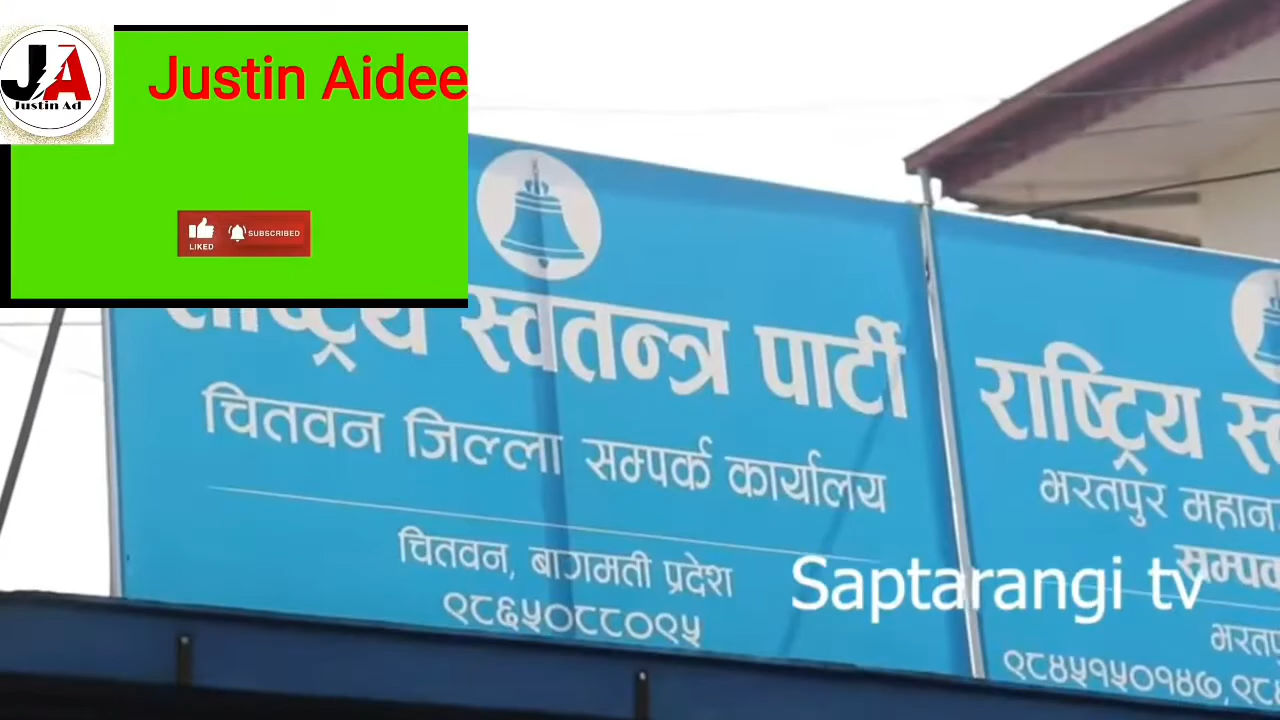 JA
Justin Ad
Justin Aidee
LIKED
SUBSCRIBED
राष्ट्रिय स्वतन्त्र पार्टी
चितवन जिल्ला सम्पर्क कार्यालय
चितवन, बागमती प्रदेश
९८६५०८८०९५
राष्ट्रिय
भरतपुर
९८४५१५०१४७,
Saptarangi tv